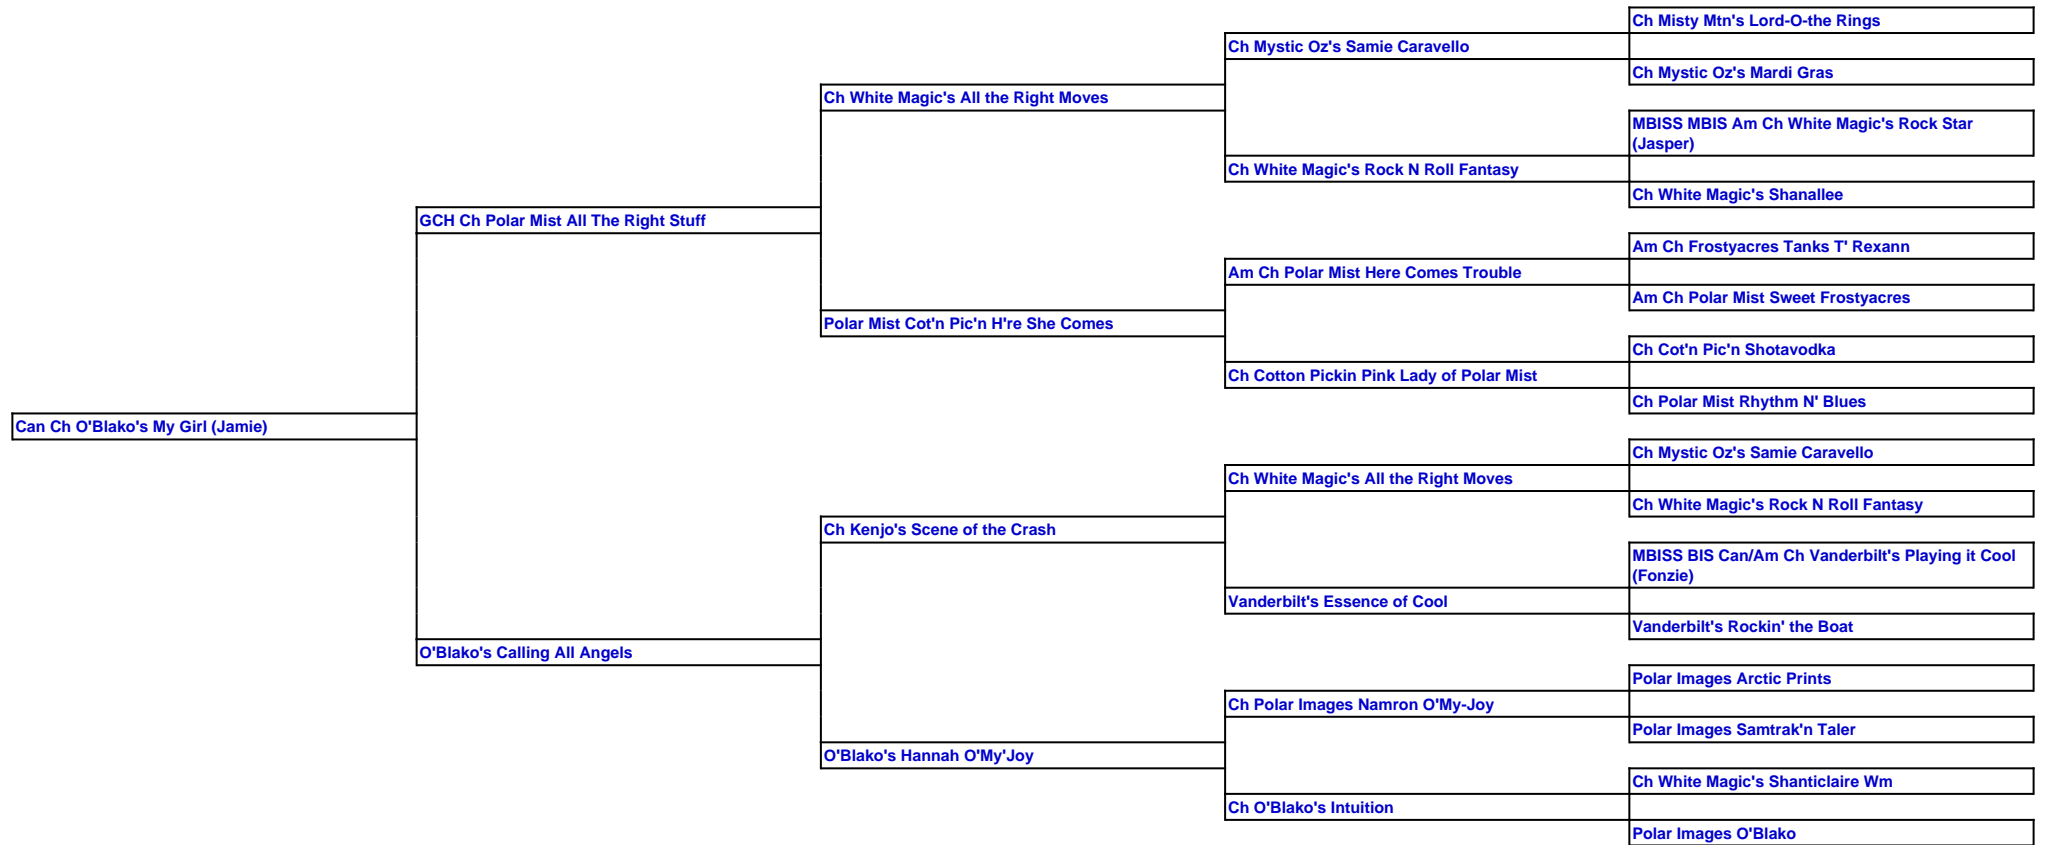 Ch Misty Mtn's Lord-O-the Rings
Ch Mystic Oz's Samie Caravello
Ch Mystic Oz's Mardi Gras
Ch White Magic's All the Right Moves
MBISS MBIS Am Ch White Magic's Rock Star
(Jasper)
Ch White Magic's Rock N Roll Fantasy
Ch White Magic's Shanallee
GCH Ch Polar Mist All The Right Stuff
Am Ch Frostyacres Tanks T' Rexann
Am Ch Polar Mist Here Comes Trouble
Am Ch Polar Mist Sweet Frostyacres
Polar Mist Cot'n Pic'n H're She Comes
Ch Cot'n Pic'n Shotavodka
Ch Cotton Pickin Pink Lady of Polar Mist
Ch Polar Mist Rhythm N' Blues
Can Ch O'Blako's My Girl (Jamie)
Ch Mystic Oz's Samie Caravello
Ch White Magic's All the Right Moves
Ch White Magic's Rock N Roll Fantasy
Ch Kenjo's Scene of the Crash
MBISS BIS Can/Am Ch Vanderbilt's Playing it Cool
(Fonzie)
Vanderbilt's Essence of Cool
Vanderbilt's Rockin' the Boat
O'Blako's Calling All Angels
Polar Images Arctic Prints
Ch Polar Images Namron O'My-Joy
Polar Images Samtrak'n Taler
O'Blako's Hannah O'My'Joy
Ch White Magic's Shanticlaire Wm
Ch O'Blako's Intuition
Polar Images O'Blako